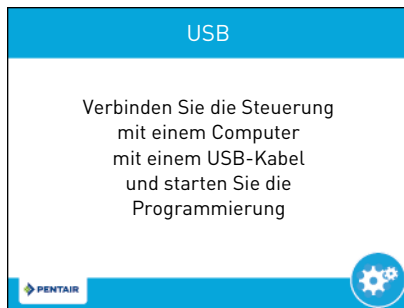 USB
Verbinden Sie die Steuerung
mit einem Computer
mit einem USB-Kabel
und starten Sie die
Programmierung
PENTAIR